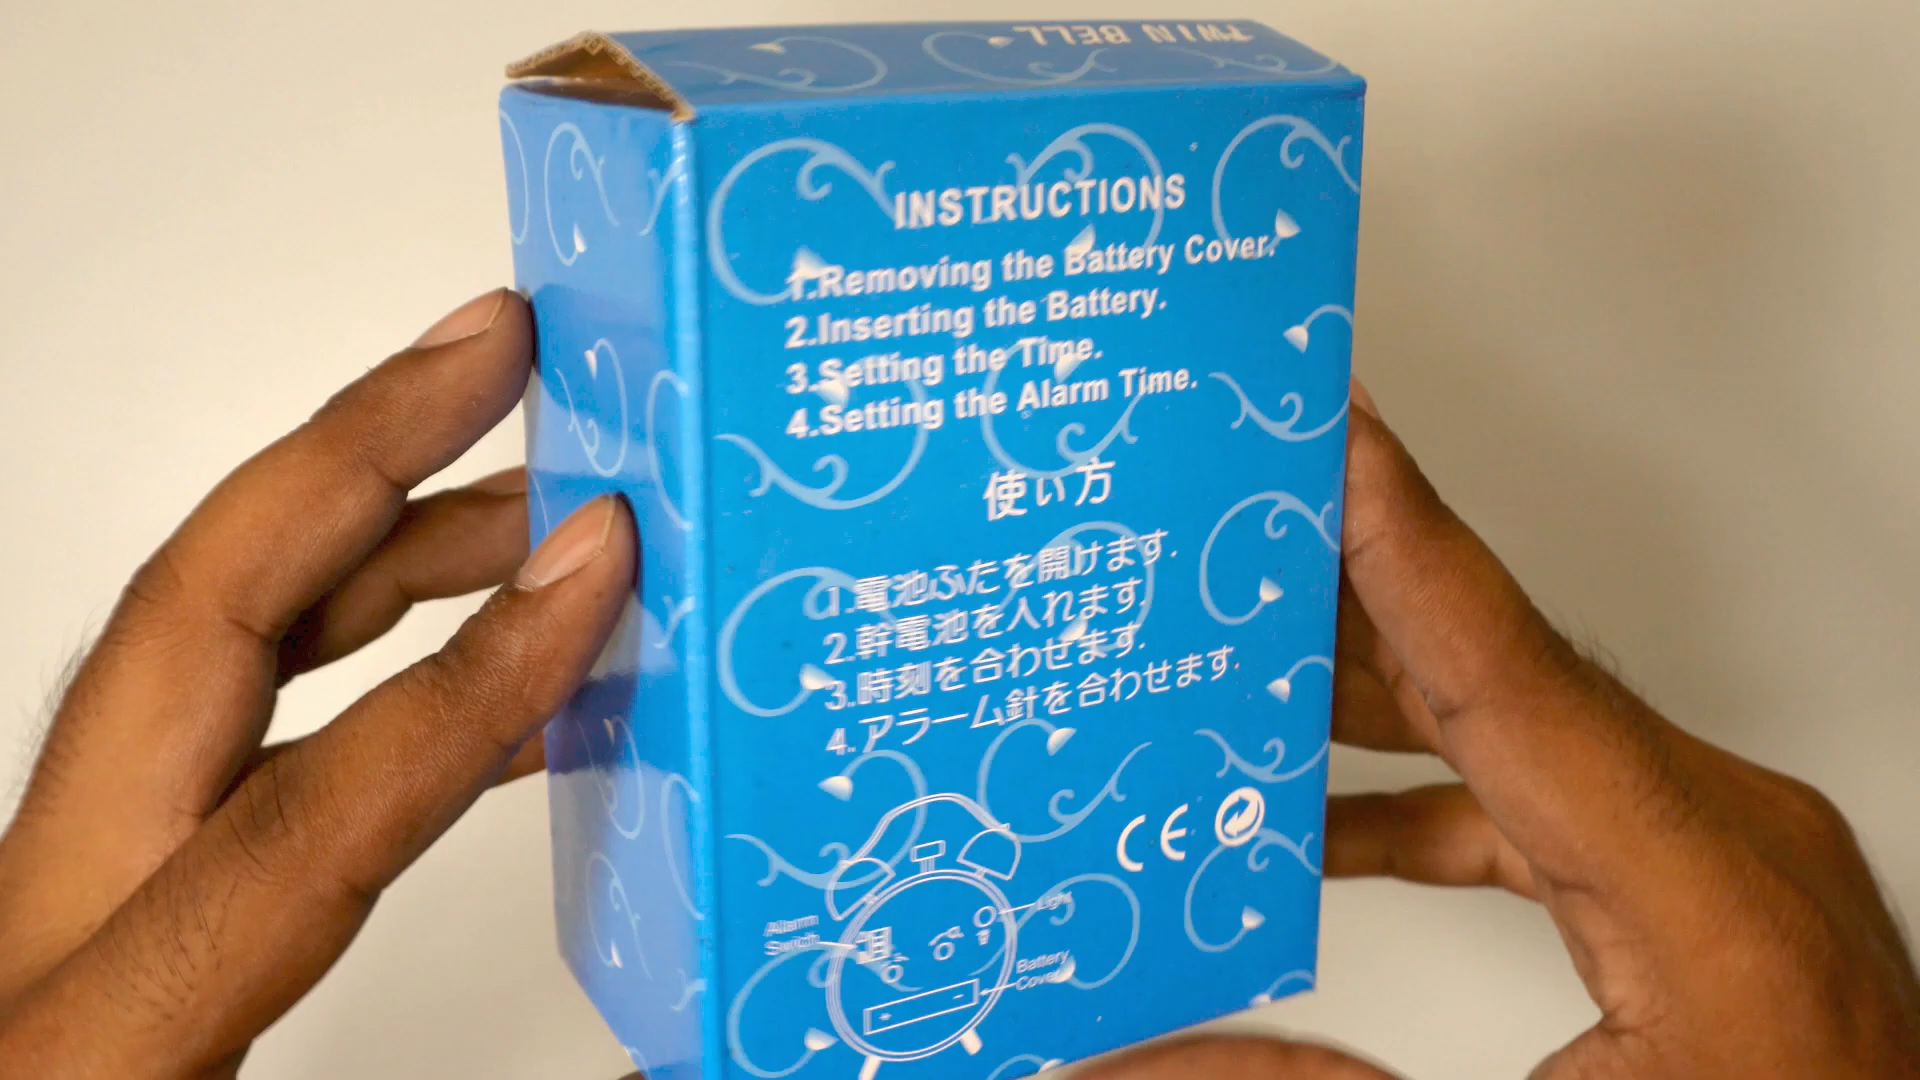 TWIN BELL
INSTRUCTIONS
1.Removing the Battery Cover.
2.Inserting the Battery.
3.Setting the Time.
4.Setting the Alarm Time.
使い方
1.電池ふたを開けます.
2.幹電池を入れます.
3.時刻を合わせます.
4.アラーム針を合わせます.
CE
Light
Alarm
Switch
Battery
Cover